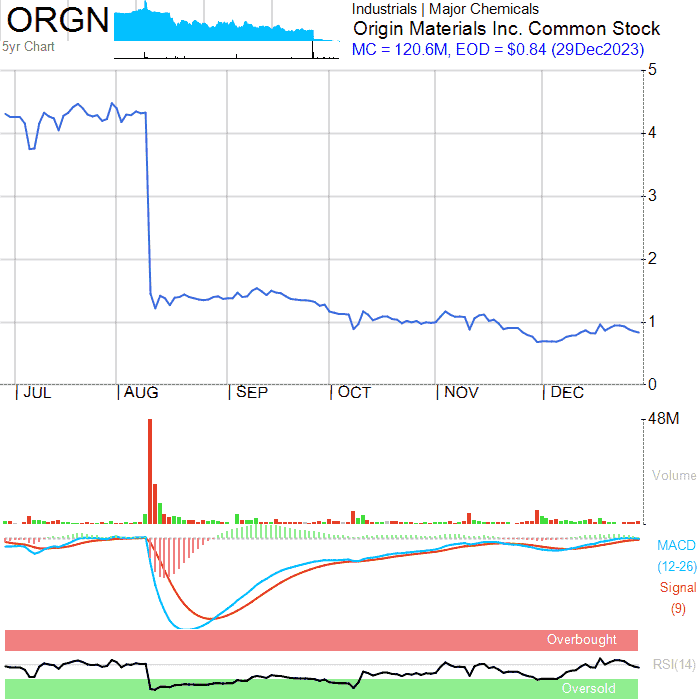 ORGN
5yr Chart
Industrials | Major Chemicals
Origin Materials Inc. Common Stock
MC = 120.6M, EOD = $0.84 (29Dec2023)
5
4
3
2
1
0
JUL AUG SEP OCT NOV DEC
48M
Volume
MACD
(12-26)
Signal
(9)
Overbought
RSI(14)
Oversold